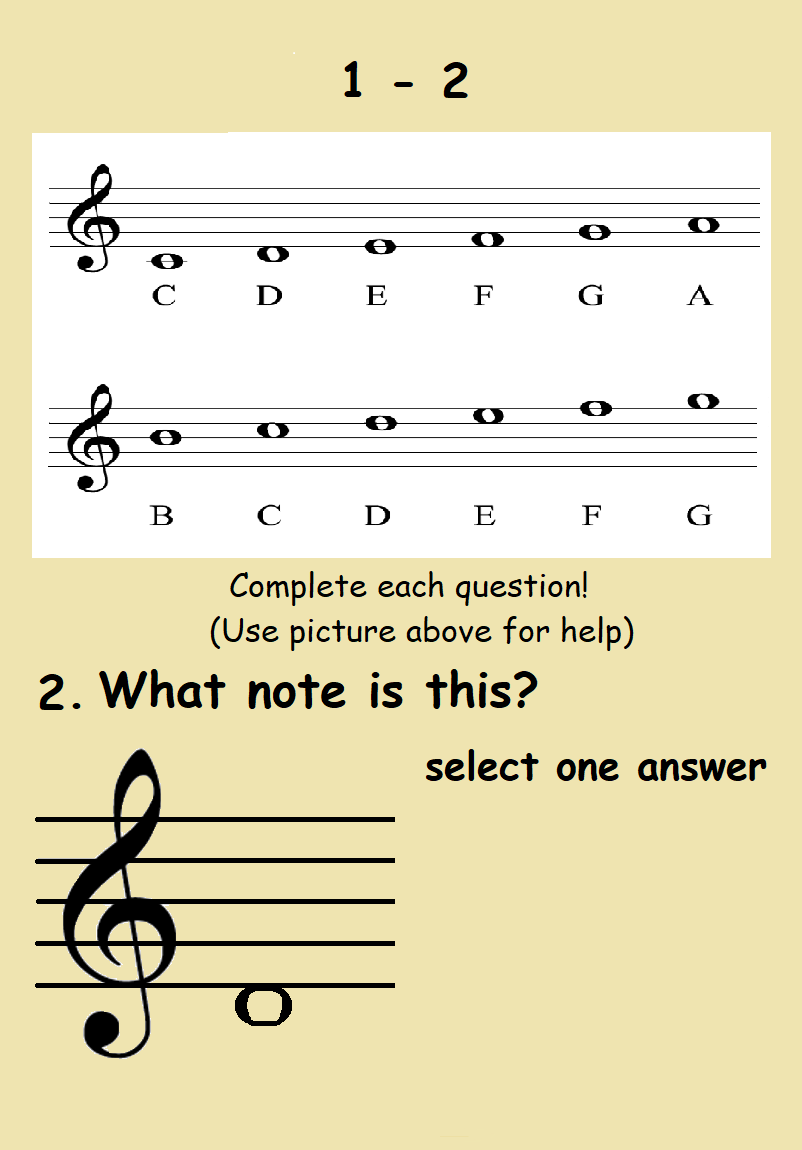 1 - 2
C D E F G A
B C D E F G
Complete each question!
(Use picture above for help)
2. What note is this?
select one answer